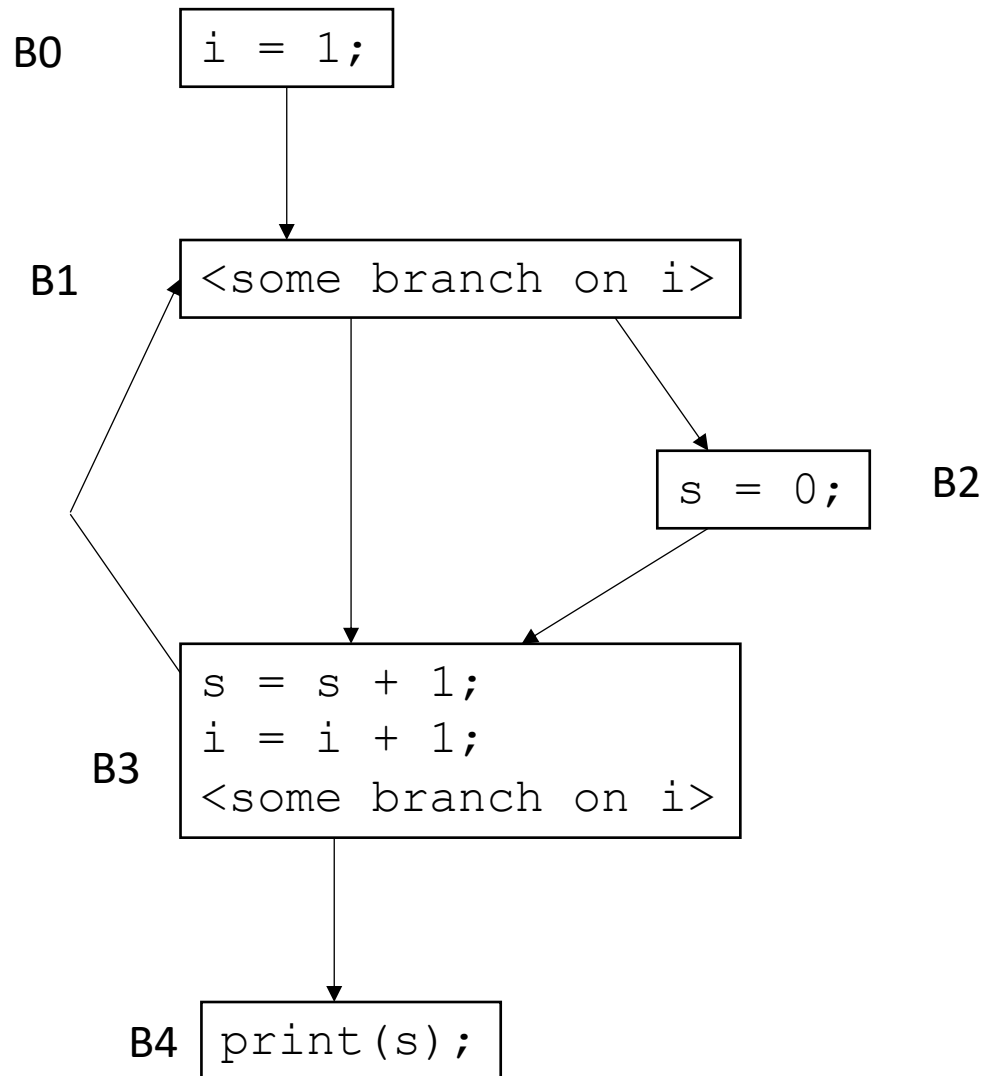 B0
i = 1;
B1
<some branch on i>
s = 0;
B2
s = s + 1;
i = i + 1;
<some branch on i>
B3
B4
print(s);